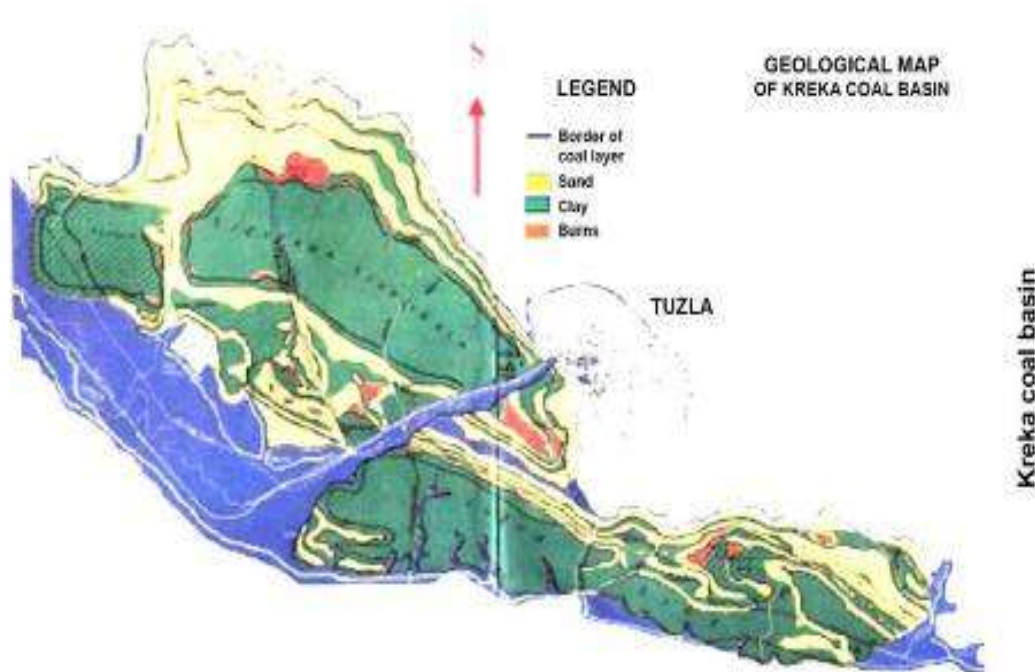 S
GEOLOGICAL MAP
OF KREKA COAL BASIN
LEGEND
Border of
coal layer
Sand
Clay
Burns
TUZLA
Kreka coal basin